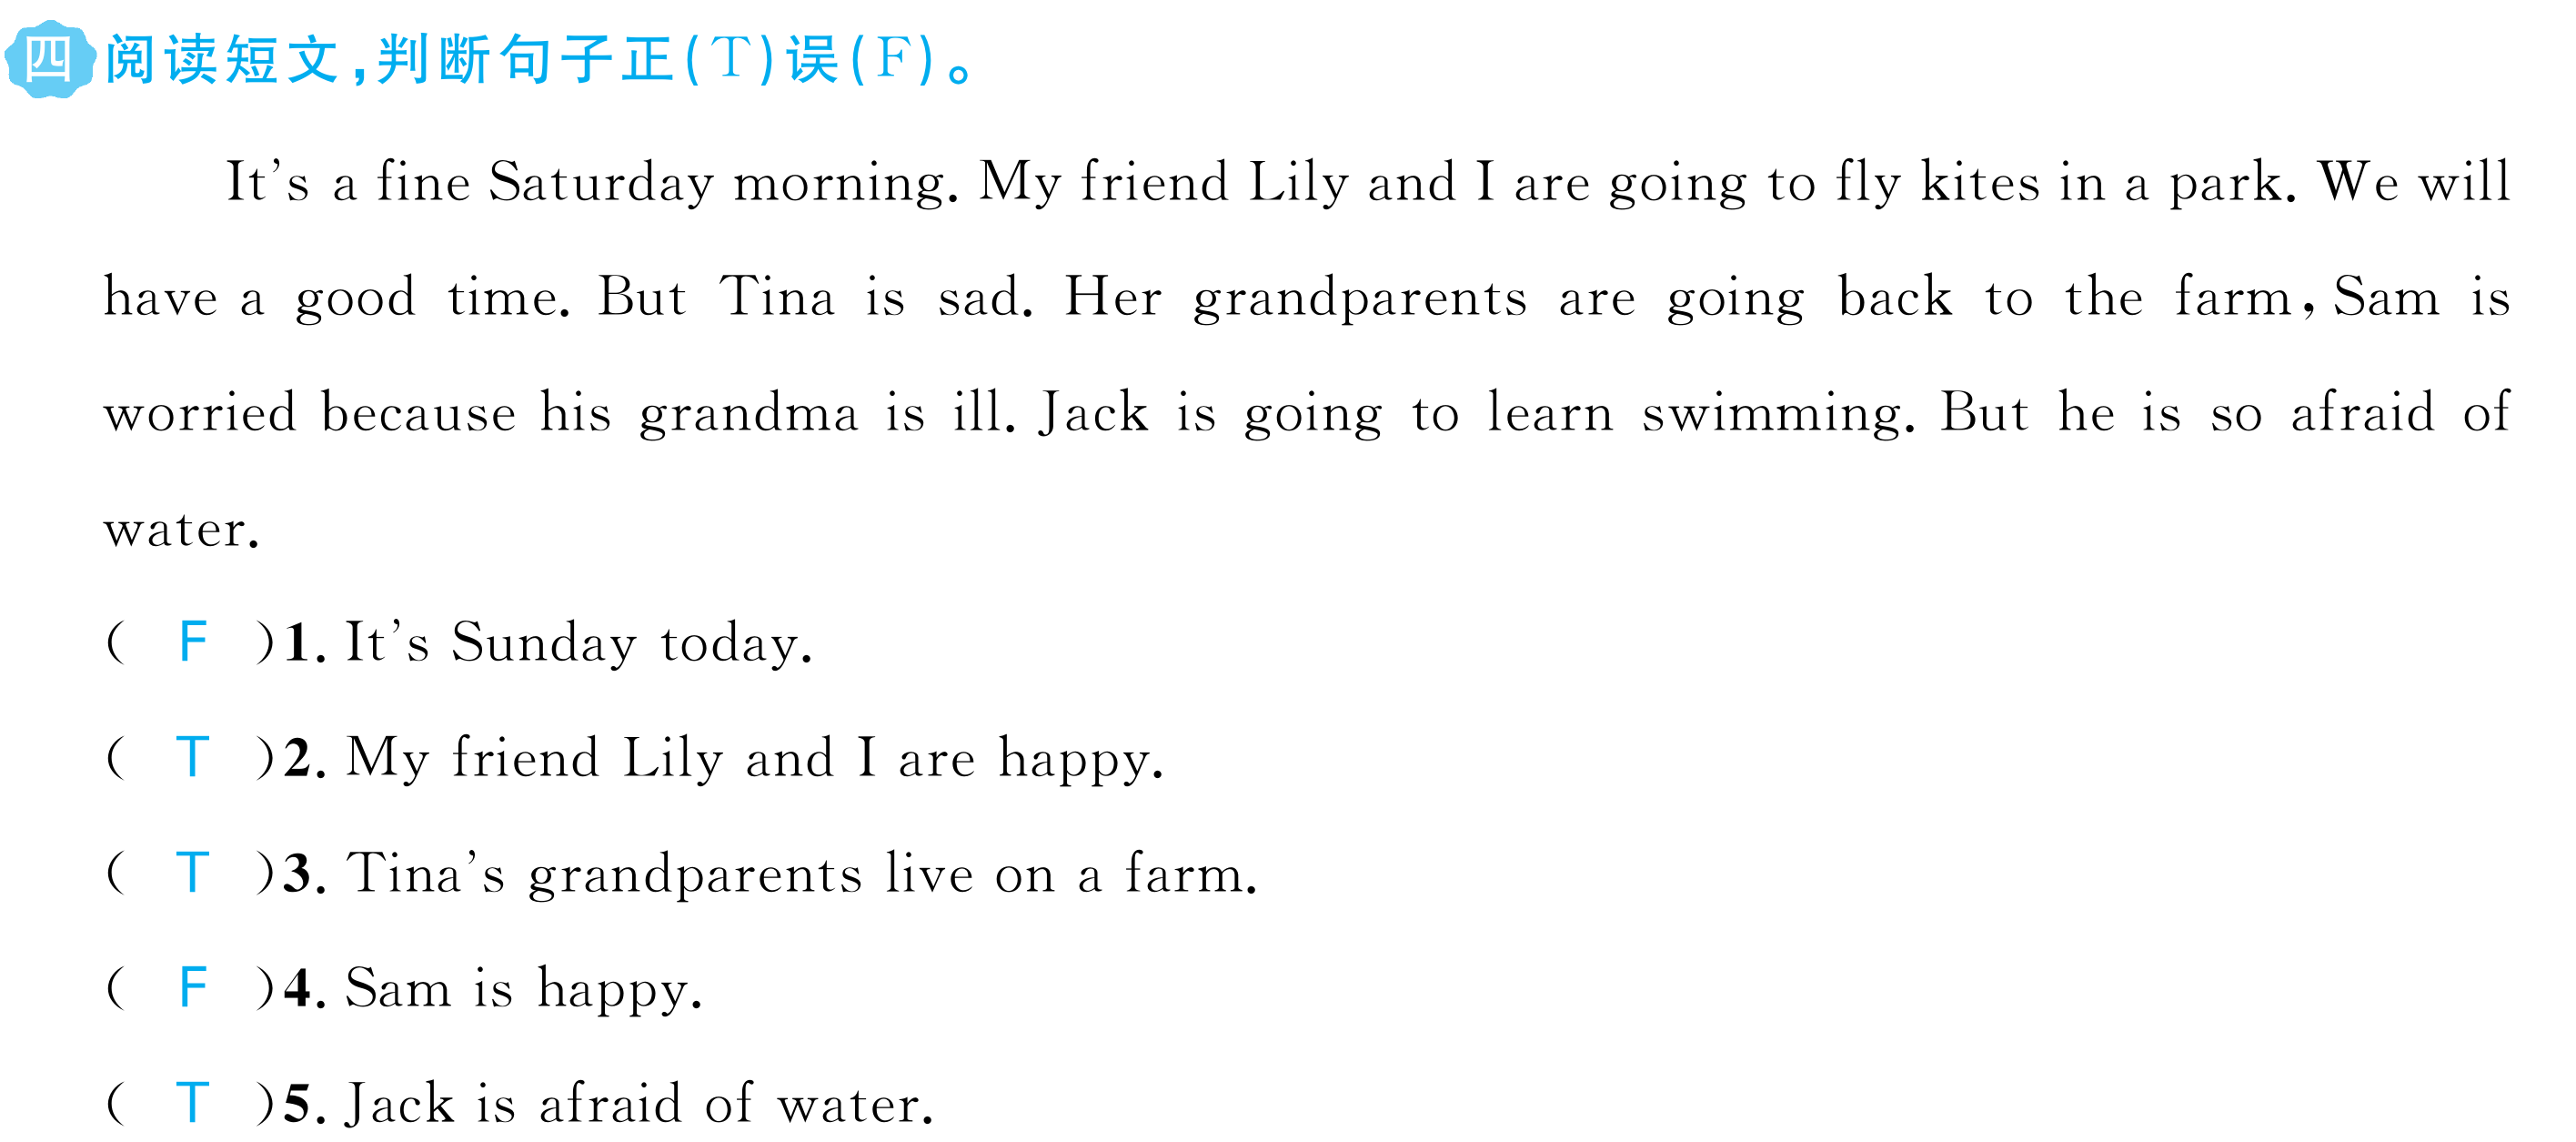 四 阅读短文,判断句子正(T)误(F)。
It's a fine Saturday morning. My friend Lily and I are going to fly kites in a park. We will
have a good time. But Tina is sad. Her grandparents are going back to the farm, Sam is
worried because his grandma is ill. Jack is going to learn swimming. But he is so afraid of
water.
( F )1. It's Sunday today.
( T )2. My friend Lily and I are happy.
( T )3. Tina's grandparents live on a farm.
( F )4. Sam is happy.
( T )5. Jack is afraid of water.